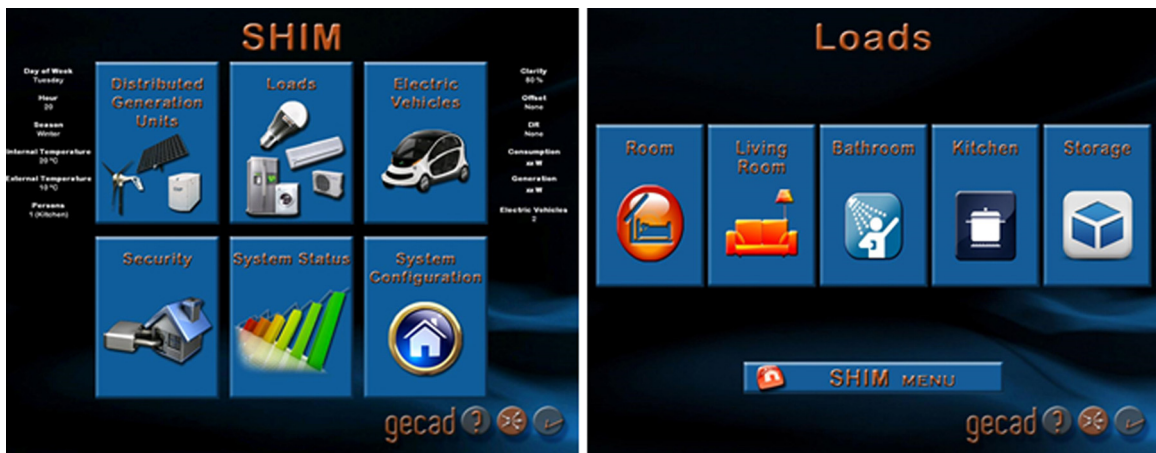 SHIM
Day of Week
Tuesday
Hour
20
Season
Winter
Internal Temperature
20 ºC
External Temperature
10 ºC
Persons
1 (Kitchen)
Distributed
Generation
Units
Loads
Electric
Vehicles
Clarity
80 %
Offset
None
DR
None
Consumption
xx W
Generation
xx W
Electric Vehicles
2
Security
System Status
System
Configuration
gecad ?
Loads
Room
Living
Room
Bathroom
Kitchen
Storage
SHIM MENU
gecad ?